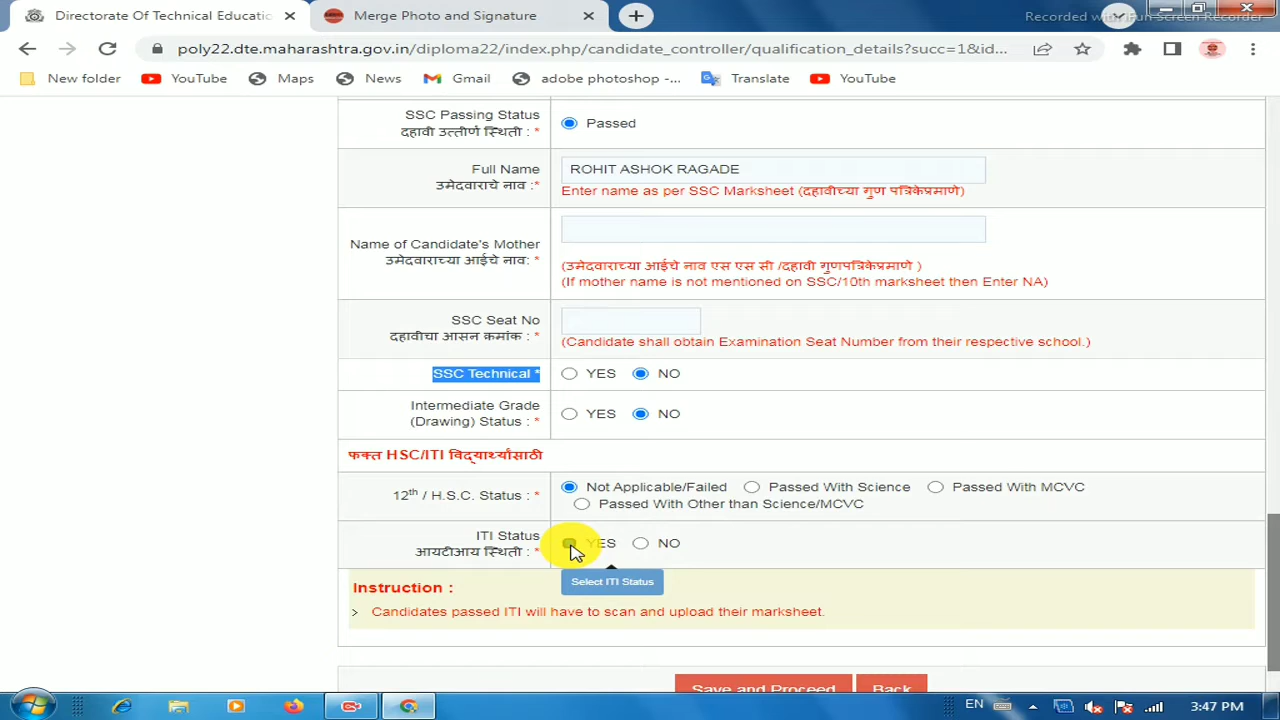 Directorate Of Technical Educatio
Merge Photo and Signature
Recorded with iFun Screen Recorder
poly22.dte.maharashtra.gov.in/diploma22/index.php/candidate_controller/qualification_details?succ=1&id...
New folder
YouTube
Maps
News
Gmail
adobe photoshop -...
Translate
YouTube
SSC Passing Status
दहावी उत्तीर्ण स्थिती : *
Passed
Full Name
उमेदवाराचे नाव :*
ROHIT ASHOK RAGADE
Enter name as per SSC Marksheet (दहावीच्या गुण पत्रिकेप्रमाणे)
Name of Candidate's Mother
उमेदवाराच्या आईचे नाव: *
(उमेदवाराच्या आईचे नाव एस एस सी /दहावी गुणपत्रिकेप्रमाणे )
(If mother name is not mentioned on SSC/10th marksheet then Enter NA)
SSC Seat No
दहावीचा आसन क्रमांक : *
(Candidate shall obtain Examination Seat Number from their respective school.)
SSC Technical *
YES NO
Intermediate Grade
(Drawing) Status : *
YES NO
फक्त HSC/ITI विद्यार्थ्यांसाठी
12th / H.S.C. Status : *
Not Applicable/Failed Passed With Science Passed With MCVC
Passed With Other than Science/MCVC
ITI Status
आयटीआय स्थिती : *
YES NO
Select ITI Status
Instruction :
> Candidates passed ITI will have to scan and upload their marksheet.
Save and Proceed Back
EN
3:47 PM